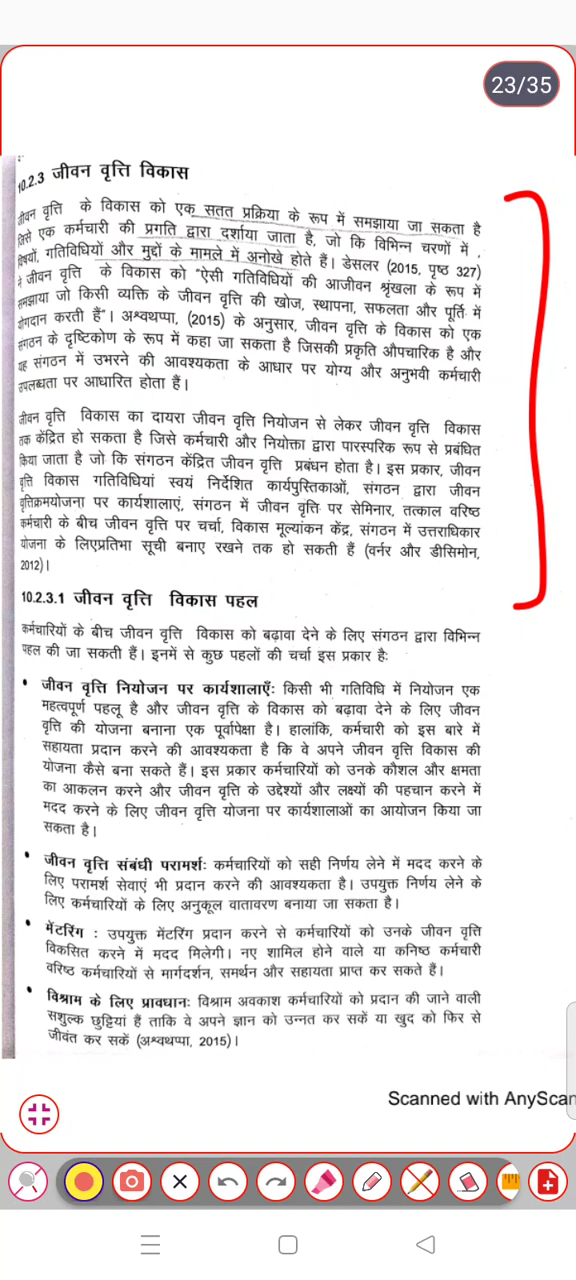 23/35
10.2.3 जीवन वृत्ति विकास
जीवन वृत्ति के विकास को एक सतत प्रक्रिया के रूप में समझाया जा सकता है
जिसे एक कर्मचारी की प्रगति द्वारा दर्शाया जाता है, जो कि विभिन्न चरणों में ,
विषयों, गतिविधियों और मुद्दों के मामले में अनोखे होते हैं। डेसलर (2015, पृष्ठ 327)
ने जीवन वृत्ति के विकास को "ऐसी गतिविधियों की आजीवन श्रृंखला के रूप में
समझाया जो किसी व्यक्ति के जीवन वृत्ति की खोज, स्थापना, सफलता और पूर्ति में
योगदान करती हैं"। अश्वथप्पा, (2015) के अनुसार, जीवन वृत्ति के विकास को एक
संगठन के दृष्टिकोण के रूप में कहा जा सकता है जिसकी प्रकृति औपचारिक है और
यह संगठन में उभरने की आवश्यकता के आधार पर योग्य और अनुभवी कर्मचारी
उपलब्धता पर आधारित होता हैं।
जीवन वृत्ति विकास का दायरा जीवन वृत्ति नियोजन से लेकर जीवन वृत्ति विकास
तक केंद्रित हो सकता है जिसे कर्मचारी और नियोक्ता द्वारा पारस्परिक रूप से प्रबंधित
किया जाता है जो कि संगठन केंद्रित जीवन वृत्ति प्रबंधन होता है। इस प्रकार, जीवन
वृत्ति विकास गतिविधियां स्वयं निर्देशित कार्यपुस्तिकाओं, संगठन द्वारा जीवन
वृत्तिक्रमयोजना पर कार्यशालाएं, संगठन में जीवन वृत्ति पर सेमिनार, तत्काल वरिष्ठ
कर्मचारी के बीच जीवन वृत्ति पर चर्चा, विकास मूल्यांकन केंद्र, संगठन में उत्तराधिकार
योजना के लिएप्रतिभा सूची बनाए रखने तक हो सकती हैं (वर्नर और डीसिमोन,
2012)।
10.2.3.1 जीवन वृत्ति विकास पहल
कर्मचारियों के बीच जीवन वृत्ति विकास को बढ़ावा देने के लिए संगठन द्वारा विभिन्न
पहल की जा सकती हैं। इनमें से कुछ पहलों की चर्चा इस प्रकार है:
• जीवन वृत्ति नियोजन पर कार्यशालाएँ: किसी भी गतिविधि में नियोजन एक
महत्वपूर्ण पहलू है और जीवन वृत्ति के विकास को बढ़ावा देने के लिए जीवन
वृत्ति की योजना बनाना एक पूर्वापेक्षा है। हालांकि, कर्मचारी को इस बारे में
सहायता प्रदान करने की आवश्यकता है कि वे अपने जीवन वृत्ति विकास की
योजना कैसे बना सकते हैं। इस प्रकार कर्मचारियों को उनके कौशल और क्षमता
का आकलन करने और जीवन वृत्ति के उद्देश्यों और लक्ष्यों की पहचान करने में
मदद करने के लिए जीवन वृत्ति योजना पर कार्यशालाओं का आयोजन किया जा
सकता है।
• जीवन वृत्ति संबंधी परामर्श: कर्मचारियों को सही निर्णय लेने में मदद करने के
लिए परामर्श सेवाएं भी प्रदान करने की आवश्यकता है। उपयुक्त निर्णय लेने के
लिए कर्मचारियों के लिए अनुकूल वातावरण बनाया जा सकता है।
• मेंटरिंग : उपयुक्त मेंटरिंग प्रदान करने से कर्मचारियों को उनके जीवन वृत्ति
विकसित करने में मदद मिलेगी। नए शामिल होने वाले या कनिष्ठ कर्मचारी
वरिष्ठ कर्मचारियों से मार्गदर्शन, समर्थन और सहायता प्राप्त कर सकते हैं।
• विश्राम के लिए प्रावधान: विश्राम अवकाश कर्मचारियों को प्रदान की जाने वाली
सशुल्क छुट्टियां हैं ताकि वे अपने ज्ञान को उन्नत कर सकें या खुद को फिर से
जीवंत कर सकें (अश्वथप्पा, 2015)।
Scanned with AnyScan